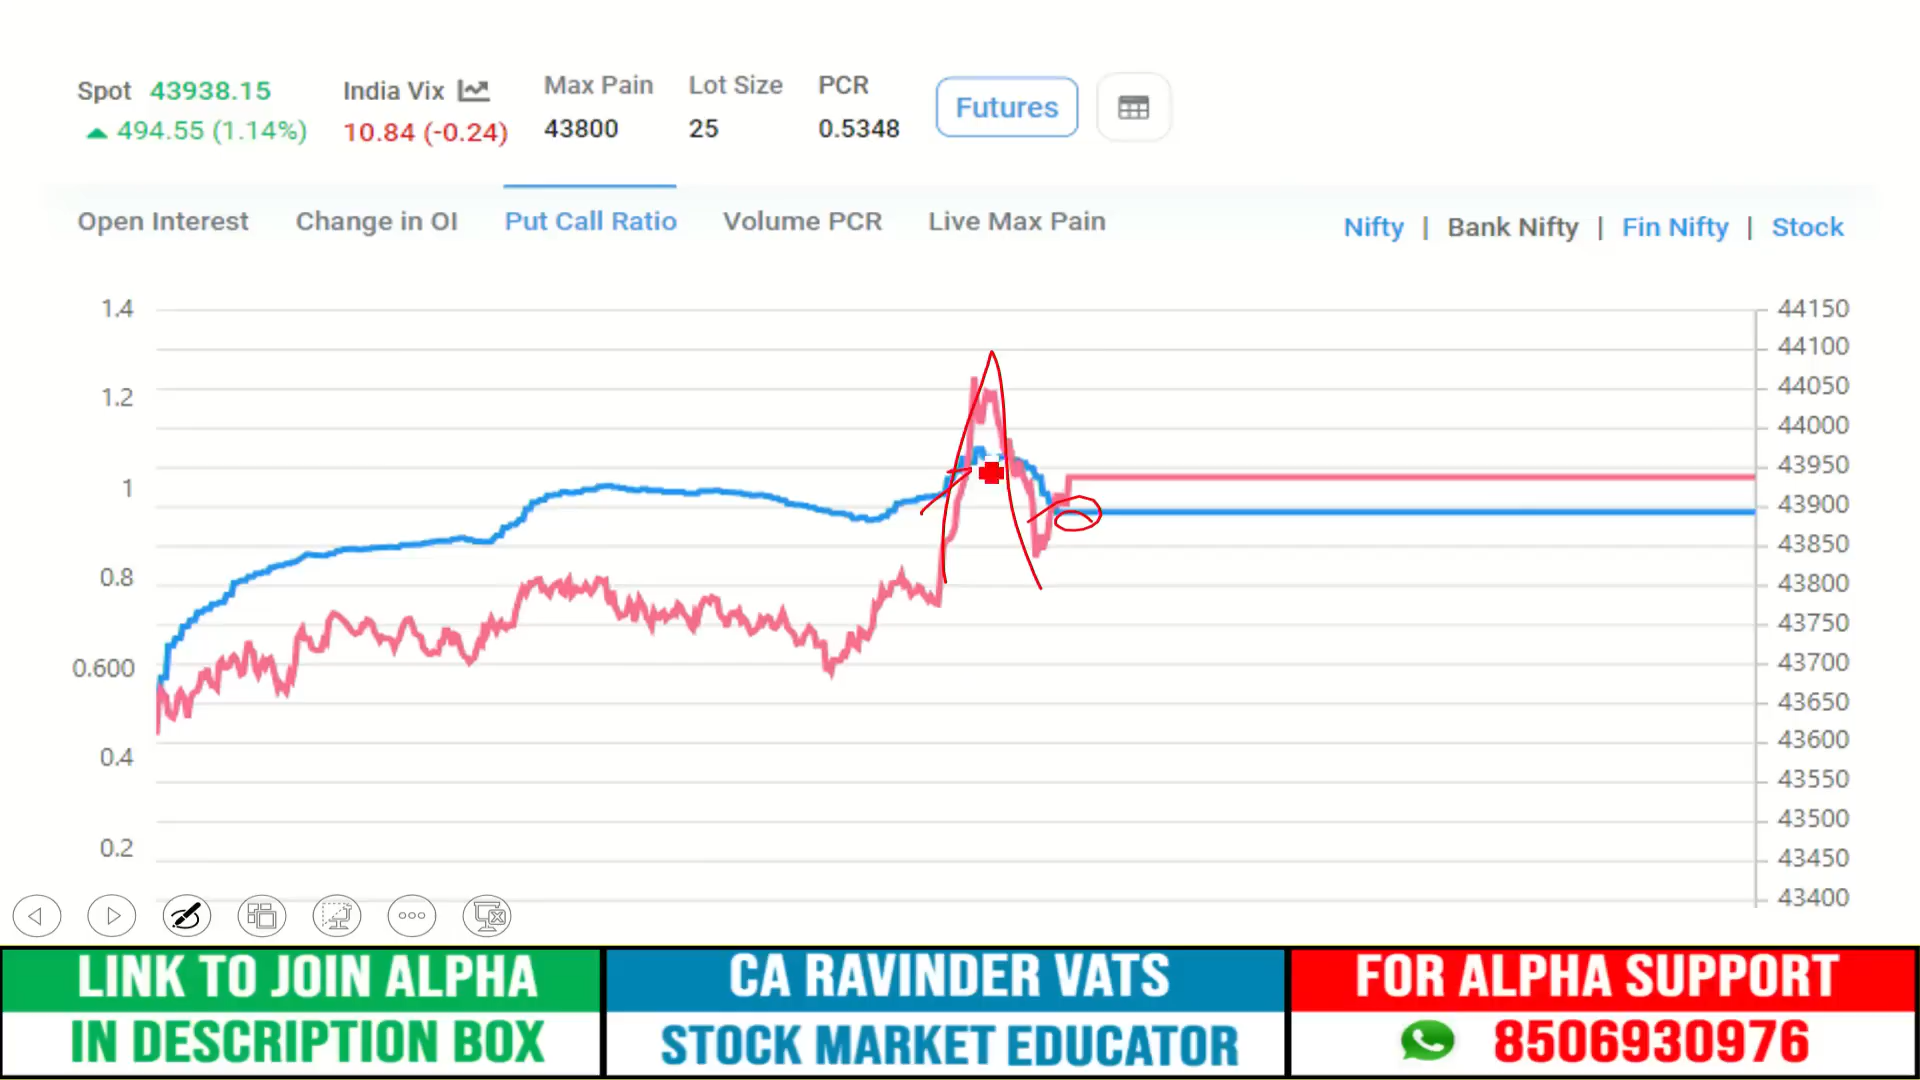 Spot 43938.15
494.55 (1.14%)
India Vix
10.84 (-0.24)
Max Pain
43800
Lot Size
25
PCR
0.5348
Futures
Open Interest Change in OI Put Call Ratio Volume PCR Live Max Pain
Nifty | Bank Nifty | Fin Nifty | Stock
1.4
1.2
1
0.8
0.600
0.4
0.2
44150
44100
44050
44000
43950
43900
43850
43800
43750
43700
43650
43600
43550
43500
43450
43400
LINK TO JOIN ALPHA
IN DESCRIPTION BOX
CA RAVINDER VATS
STOCK MARKET EDUCATOR
FOR ALPHA SUPPORT
8506930976